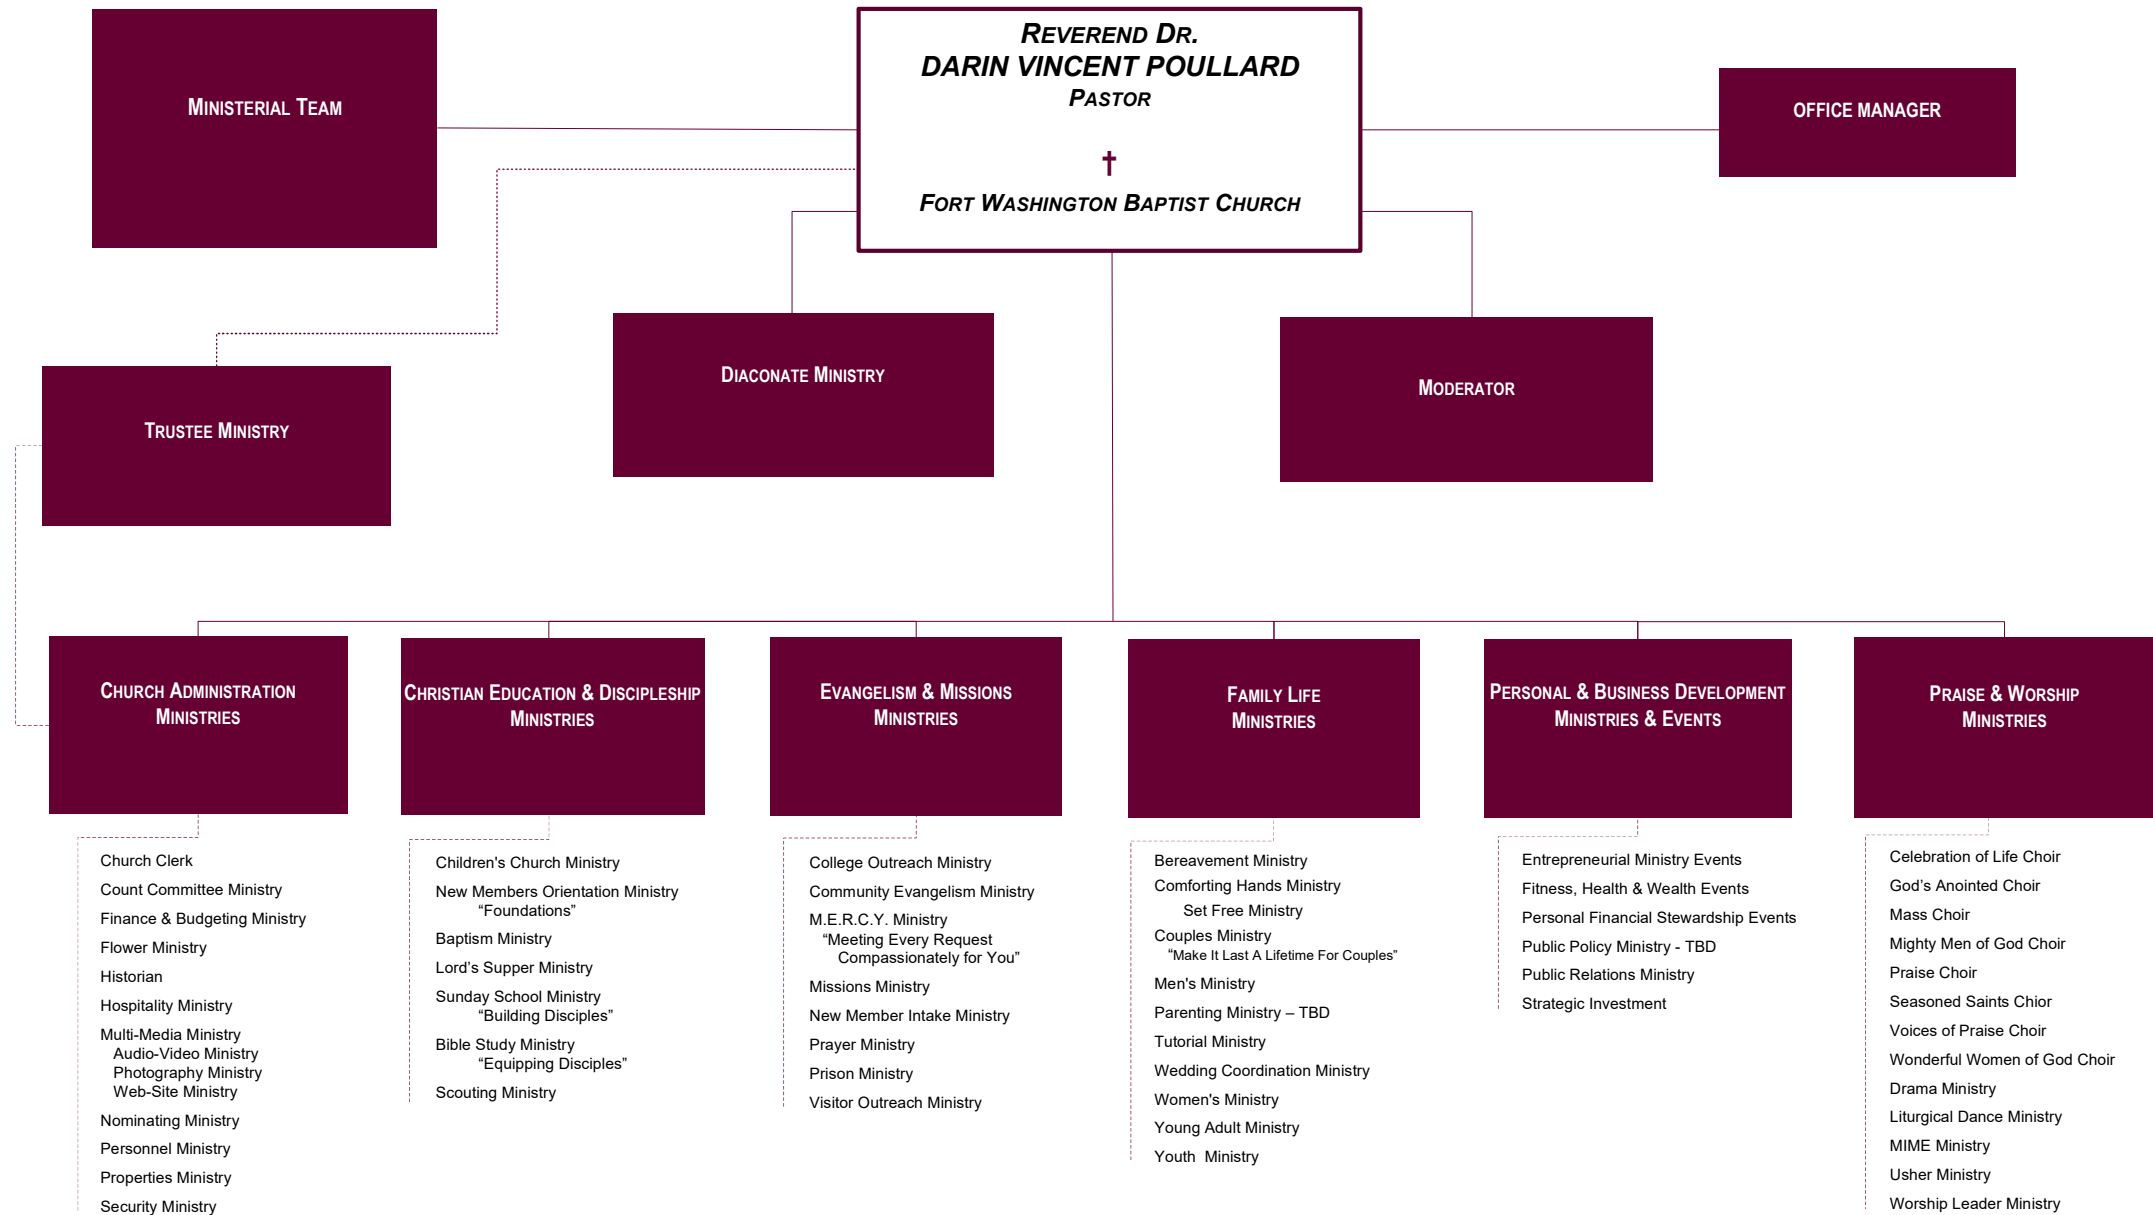 REVEREND DR.
DARIN VINCENT POULLARD
PASTOR
†
FORT WASHINGTON BAPTIST CHURCH
MINISTERIAL TEAM
OFFICE MANAGER
TRUSTEE MINISTRY
DIACONATE MINISTRY
MODERATOR
CHURCH ADMINISTRATION
MINISTRIES
Church Clerk
Count Committee Ministry
Finance & Budgeting Ministry
Flower Ministry
Historian
Hospitality Ministry
Multi-Media Ministry
Audio-Video Ministry
Photography Ministry
Web-Site Ministry
Nominating Ministry
Personnel Ministry
Properties Ministry
Security Ministry
CHRISTIAN EDUCATION & DISCIPLESHIP
MINISTRIES
Children's Church Ministry
New Members Orientation Ministry
“Foundations”
Baptism Ministry
Lord’s Supper Ministry
Sunday School Ministry
“Building Disciples”
Bible Study Ministry
“Equipping Disciples”
Scouting Ministry
EVANGELISM & MISSIONS
MINISTRIES
College Outreach Ministry
Community Evangelism Ministry
M.E.R.C.Y. Ministry
“Meeting Every Request
Compassionately for You”
Missions Ministry
New Member Intake Ministry
Prayer Ministry
Prison Ministry
Visitor Outreach Ministry
FAMILY LIFE
MINISTRIES
Bereavement Ministry
Comforting Hands Ministry
Set Free Ministry
Couples Ministry
“Make It Last A Lifetime For Couples”
Men's Ministry
Parenting Ministry – TBD
Tutorial Ministry
Wedding Coordination Ministry
Women's Ministry
Young Adult Ministry
Youth  Ministry
PERSONAL & BUSINESS DEVELOPMENT
MINISTRIES & EVENTS
Entrepreneurial Ministry Events
Fitness, Health & Wealth Events
Personal Financial Stewardship Events
Public Policy Ministry - TBD
Public Relations Ministry
Strategic Investment
PRAISE & WORSHIP
MINISTRIES
Celebration of Life Choir
God’s Anointed Choir
Mass Choir
Mighty Men of God Choir
Praise Choir
Seasoned Saints Chior
Voices of Praise Choir
Wonderful Women of God Choir
Drama Ministry
Liturgical Dance Ministry
MIME Ministry
Usher Ministry
Worship Leader Ministry